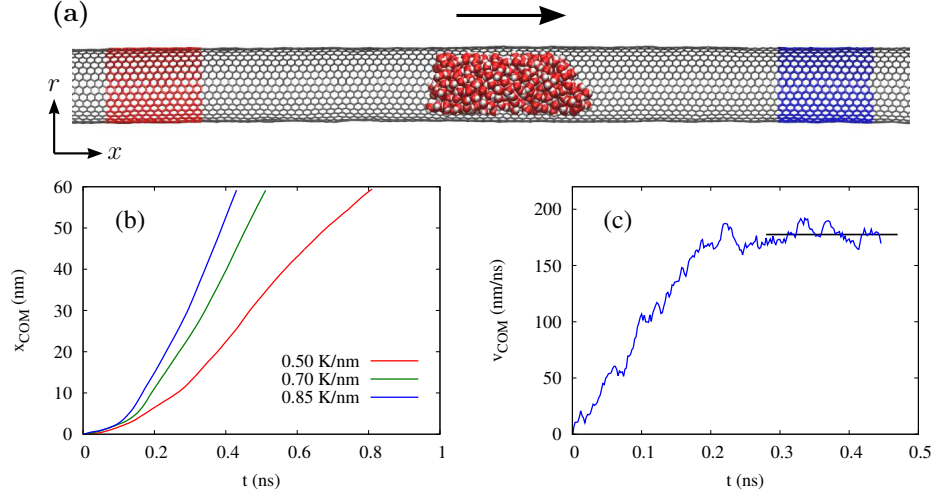 (a)
r
x
(b)
60
50
40
30
20
10
0
x_COM (nm)
0.50 K/nm
0.70 K/nm
0.85 K/nm
0 0.2 0.4 0.6 0.8 1
t (ns)
(c)
200
150
100
50
0
v_COM (nm/ns)
0 0.1 0.2 0.3 0.4 0.5
t (ns)